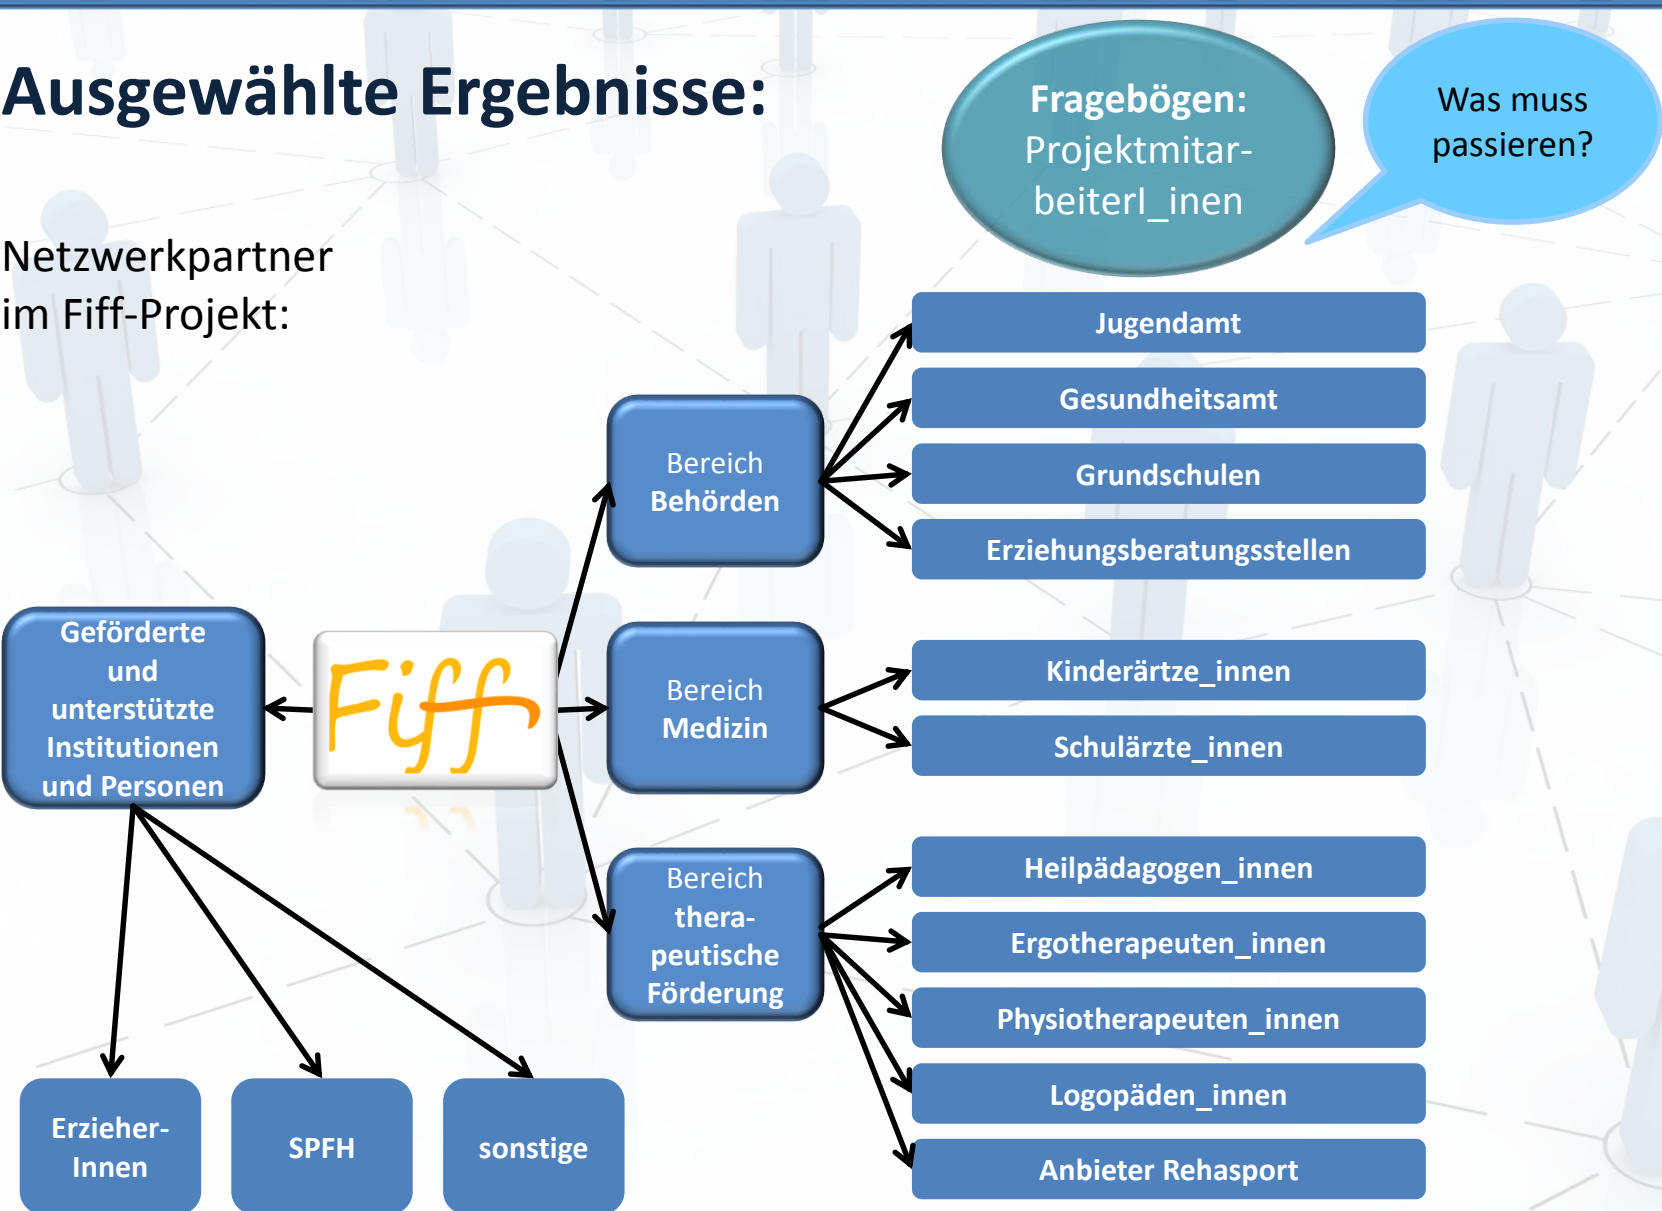 Ausgewählte Ergebnisse:
Fragebögen:
Projektmitar-
beiterI_inen
Was muss
passieren?
Netzwerkpartner
im Fiff-Projekt:
Jugendamt
Gesundheitsamt
Grundschulen
Erziehungsberatungsstellen
Bereich
Behörden
Geförderte
und
unterstützte
Institutionen
und Personen
Fiff
Bereich
Medizin
Kinderärtze_innen
Schulärzte_innen
Bereich
thera-
peutische
Förderung
Heilpädagogen_innen
Ergotherapeuten_innen
Physiotherapeuten_innen
Logopäden_innen
Anbieter Rehasport
Erzieher-
Innen
SPFH
sonstige